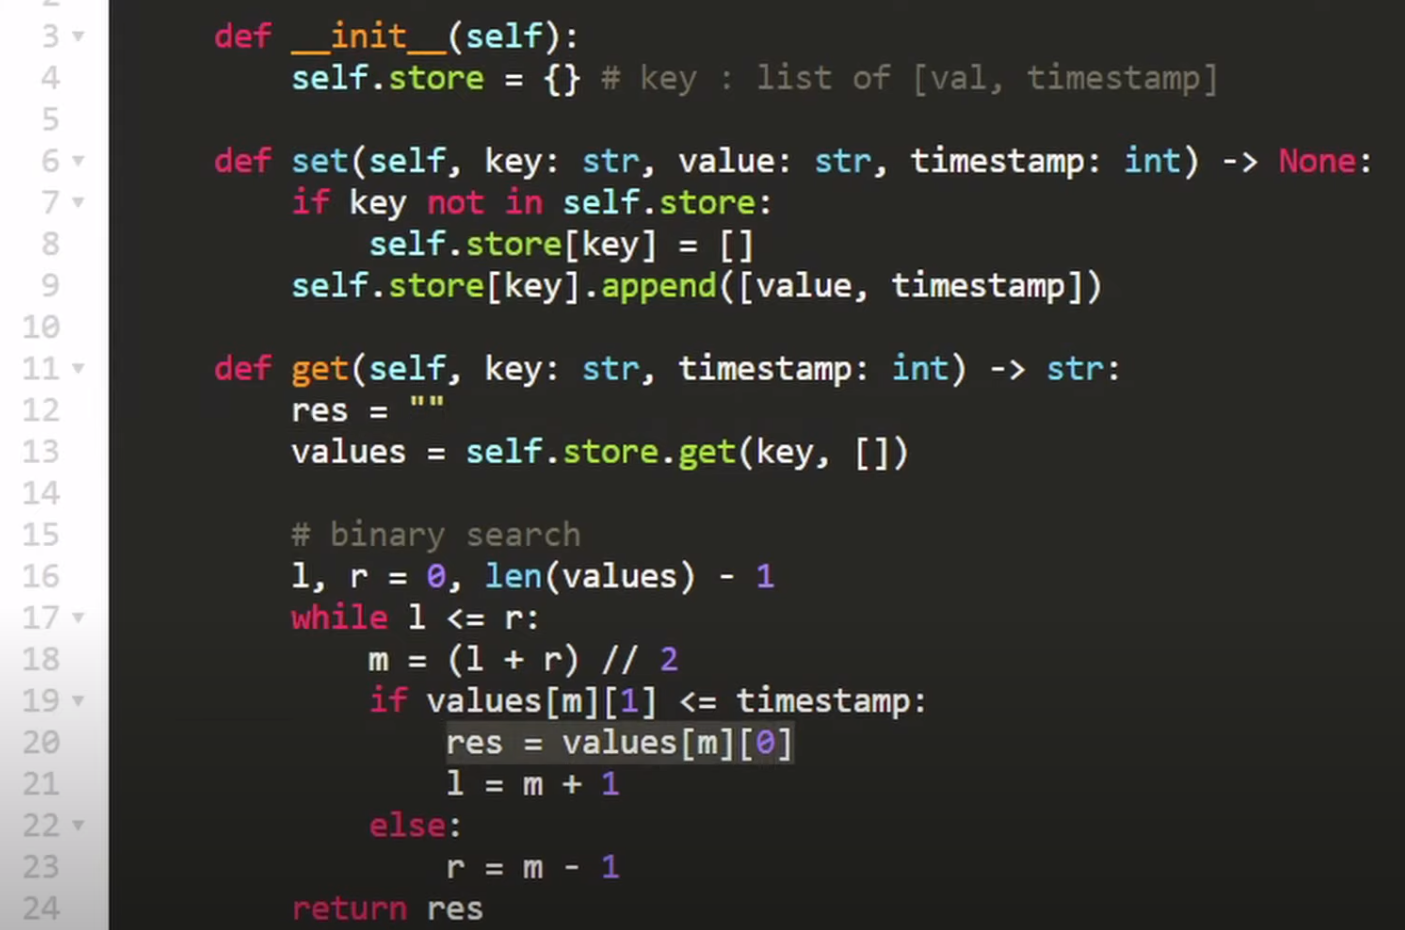 3 def __init__(self):
4 self.store = {} # key : list of [val, timestamp]
5
6 def set(self, key: str, value: str, timestamp: int) -> None:
7 if key not in self.store:
8 self.store[key] = []
9 self.store[key].append([value, timestamp])
10
11 def get(self, key: str, timestamp: int) -> str:
12 res = ""
13 values = self.store.get(key, [])
14
15 # binary search
16 l, r = 0, len(values) - 1
17 while l <= r:
18 m = (l + r) // 2
19 if values[m][1] <= timestamp:
20 res = values[m][0]
21 l = m + 1
22 else:
23 r = m - 1
24 return res